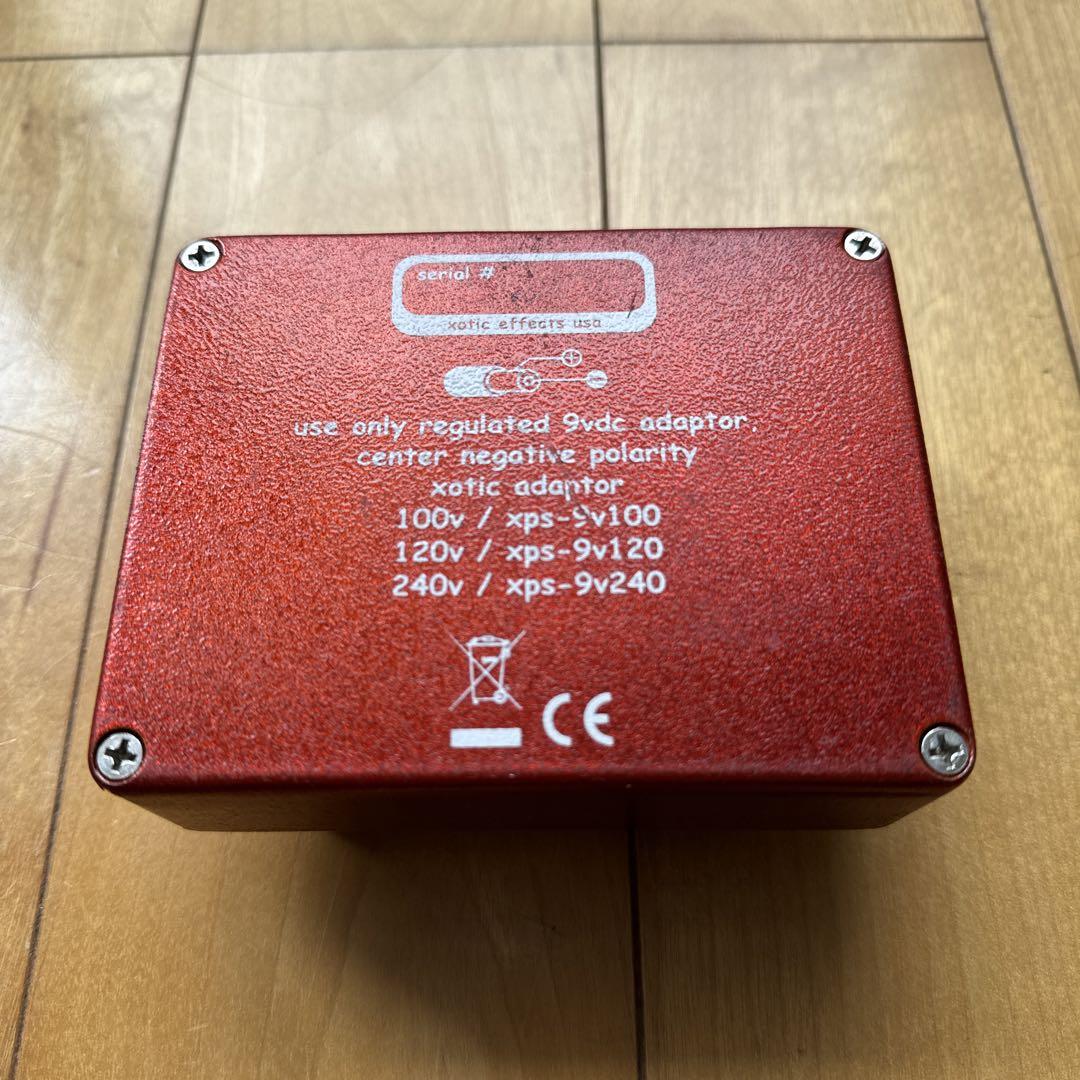 serial #
xotic effects usa
use only regulated 9vdc adaptor,
center negative polarity
xotic adaptor
100v / xps-9v100
120v / xps-9v120
240v / xps-9v240
CE